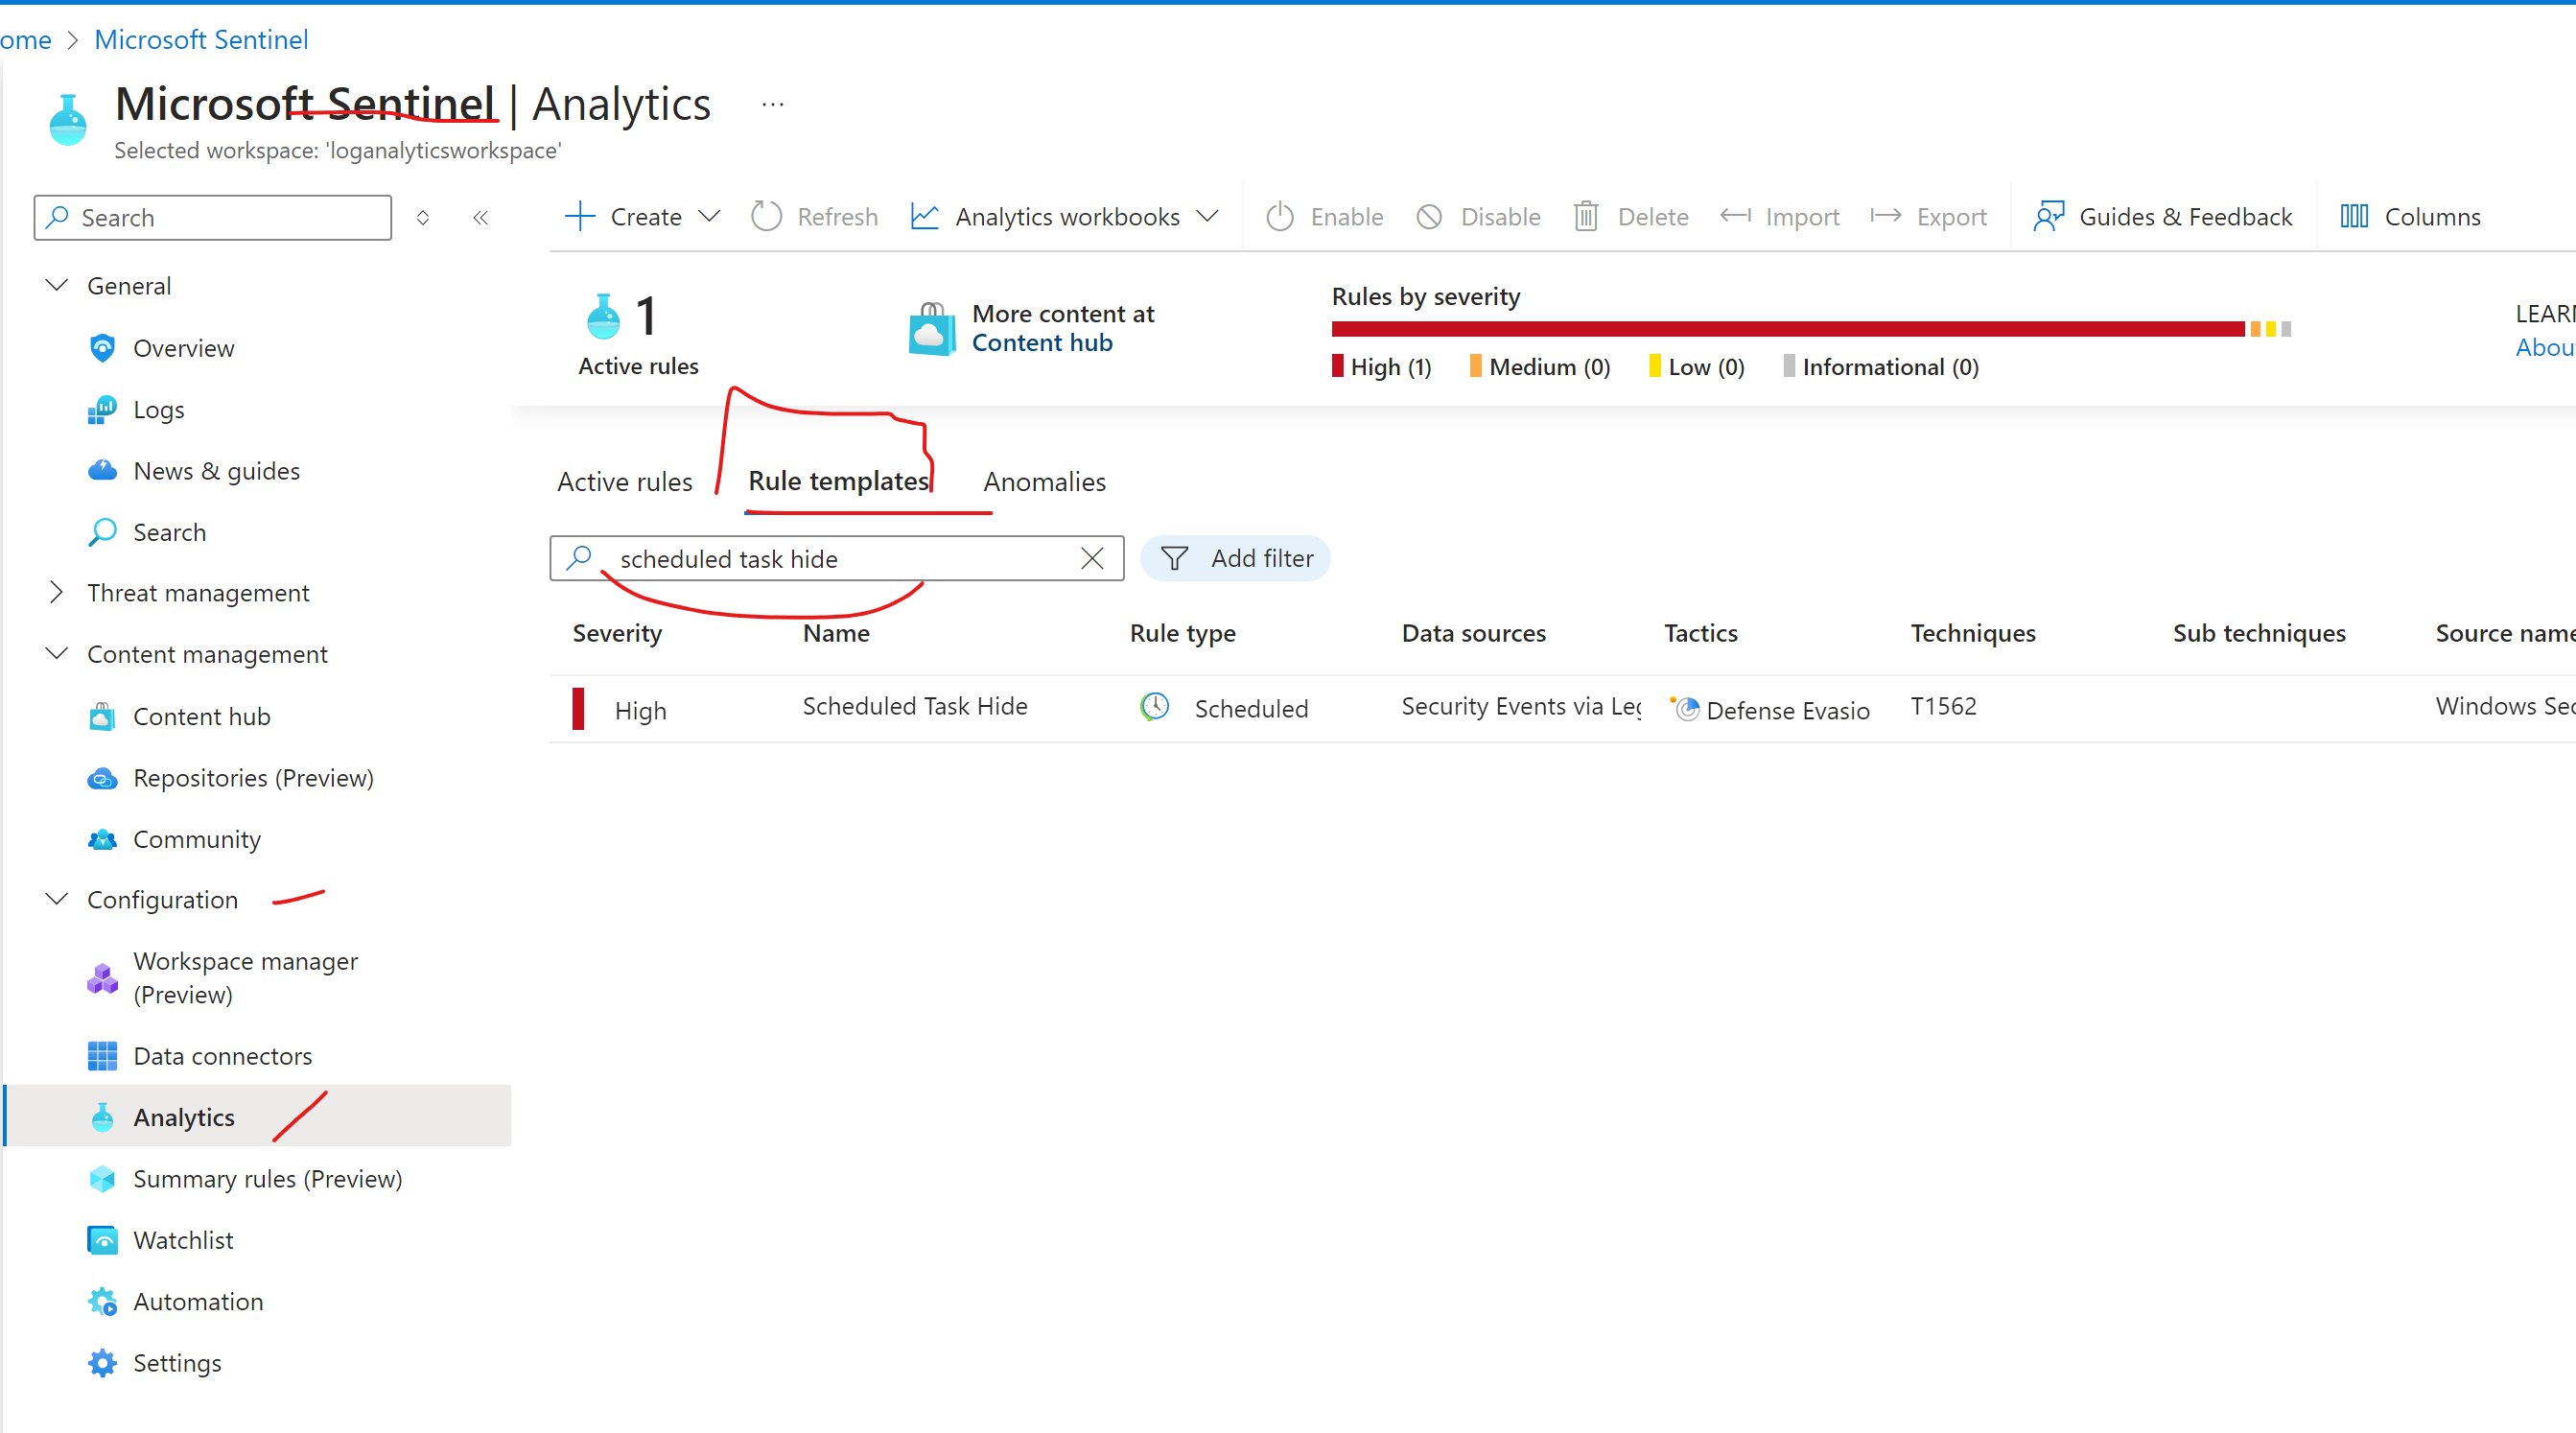 ome > Microsoft Sentinel
Microsoft Sentinel | Analytics ...
Selected workspace: 'loganalyticsworkspace'
Search
General
Overview
Logs
News & guides
Search
Threat management
Content management
Content hub
Repositories (Preview)
Community
Configuration
Workspace manager
(Preview)
Data connectors
Analytics
Summary rules (Preview)
Watchlist
Automation
Settings
Create Refresh Analytics workbooks Enable Disable Delete Import Export Guides & Feedback Columns
1
Active rules
More content at
Content hub
Rules by severity
High (1) Medium (0) Low (0) Informational (0)
LEARN
Abou
Active rules Rule templates Anomalies
scheduled task hide Add filter
Severity Name Rule type Data sources Tactics Techniques Sub techniques Source name
High Scheduled Task Hide Scheduled Security Events via Leg Defense Evasio T1562 Windows Sec